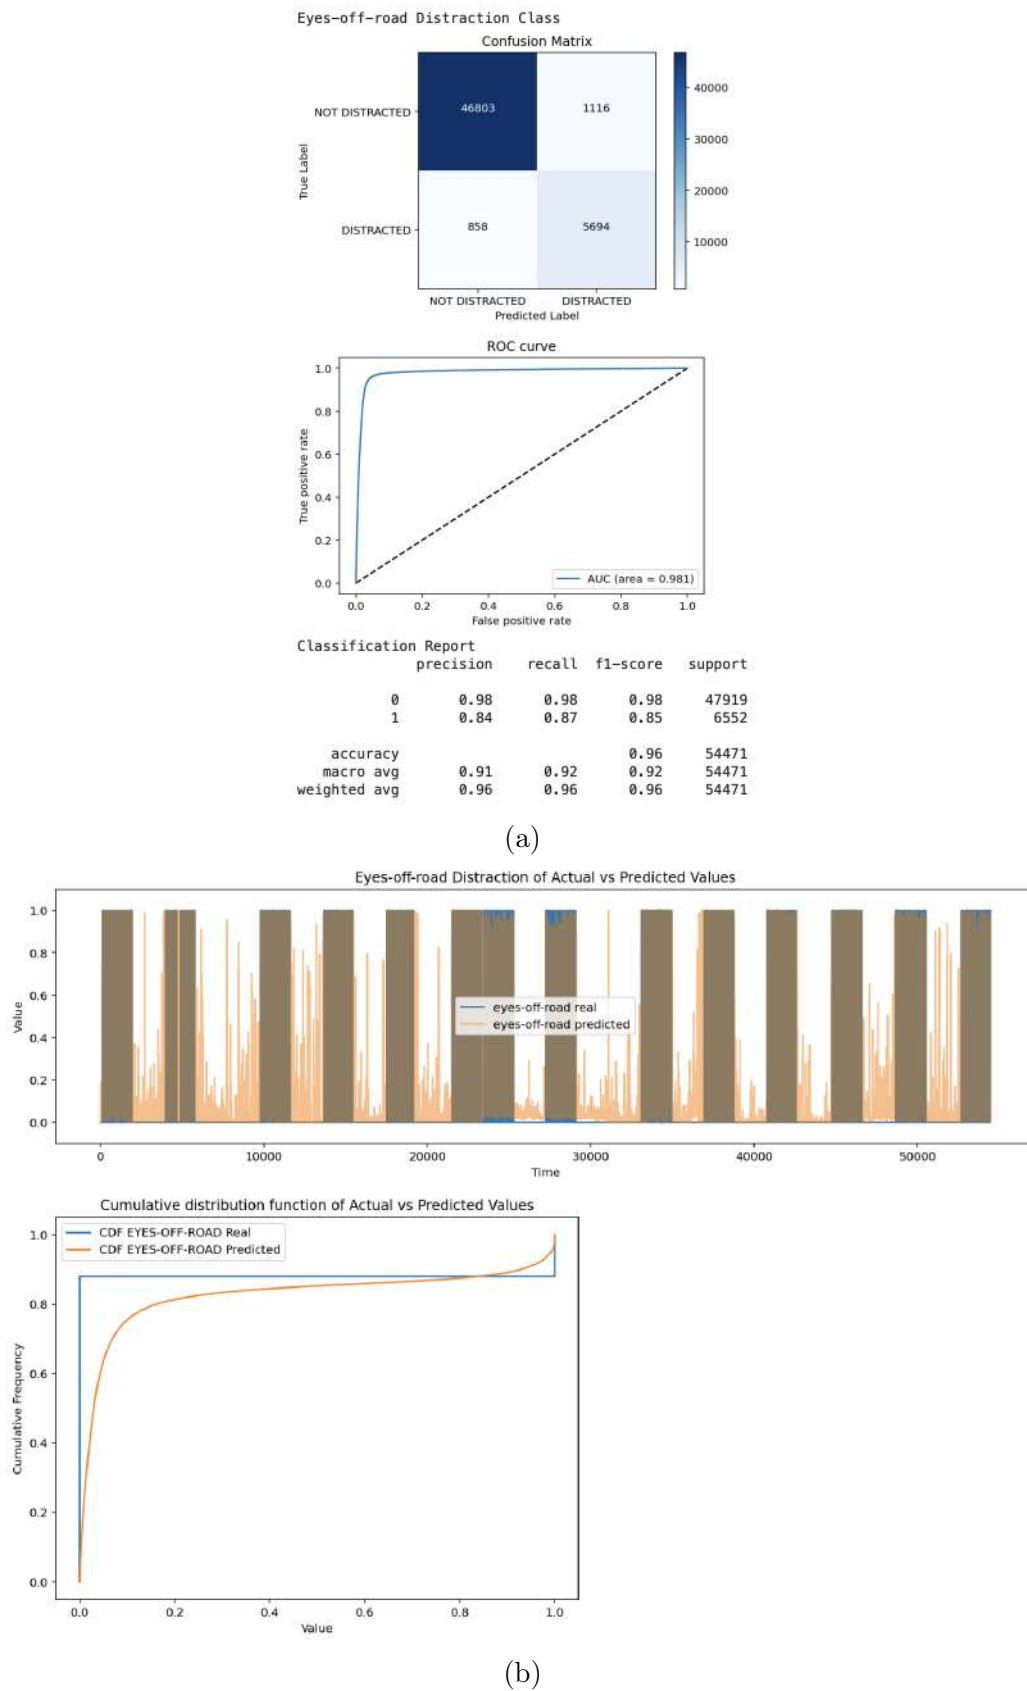 Eyes-off-road Distraction Class
Confusion Matrix
NOT DISTRACTED
46803
1116
DISTRACTED
858
5694
True Label
NOT DISTRACTED DISTRACTED
Predicted Label
40000
30000
20000
10000
ROC curve
1.0
0.8
0.6
0.4
0.2
0.0
True positive rate
AUC (area = 0.981)
0.0 0.2 0.4 0.6 0.8 1.0
False positive rate
Classification Report
precision recall f1-score support
0 0.98 0.98 0.98 47919
1 0.84 0.87 0.85 6552
accuracy 0.96 54471
macro avg 0.91 0.92 0.92 54471
weighted avg 0.96 0.96 0.96 54471
(a)
Eyes-off-road Distraction of Actual vs Predicted Values
1.0
0.8
0.6
0.4
0.2
0.0
Value
eyes-off-road real
eyes-off-road predicted
0 10000 20000 30000 40000 50000
Time
Cumulative distribution function of Actual vs Predicted Values
CDF EYES-OFF-ROAD Real
CDF EYES-OFF-ROAD Predicted
1.0
0.8
0.6
0.4
0.2
0.0
Cumulative Frequency
0.0 0.2 0.4 0.6 0.8 1.0
Value
(b)